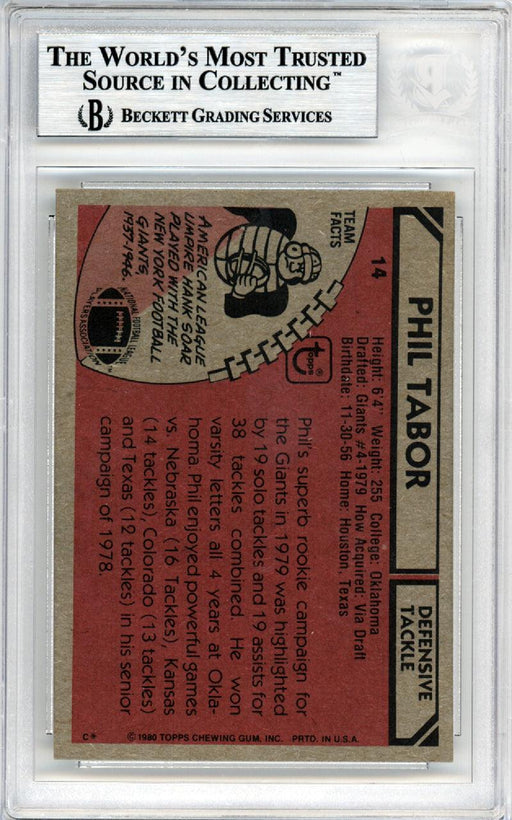 THE WORLD'S MOST TRUSTED
SOURCE IN COLLECTING™
B BECKETT GRADING SERVICES
14
PHIL TABOR
DEFENSIVE
TACKLE
Height: 6'4" Weight: 255 College: Oklahoma
Drafted: Giants #4-1979 How Acquired: Via Draft
Birthdate: 11-30-56 Home: Houston, Texas
TEAM
FACTS
AMERICAN LEAGUE
UMPIRE HANK SOAR
PLAYED WITH THE
NEW YORK FOOTBALL
GIANTS
1937-1946.
NATIONAL FOOTBALL LEAGUE
PLAYERS ASSOCIATION
topps®
Phil's superb rookie campaign for
the Giants in 1979 was highlighted
by 19 solo tackles and 19 assists for
38 tackles combined. He won
varsity letters all 4 years at Okla-
homa. Phil enjoyed powerful games
vs. Nebraska (16 Tackles), Kansas
(14 tackles), Colorado (13 tackles)
and Texas (12 tackles) in his senior
campaign of 1978.
C* © 1980 TOPPS CHEWING GUM, INC. PRTD. IN U.S.A.